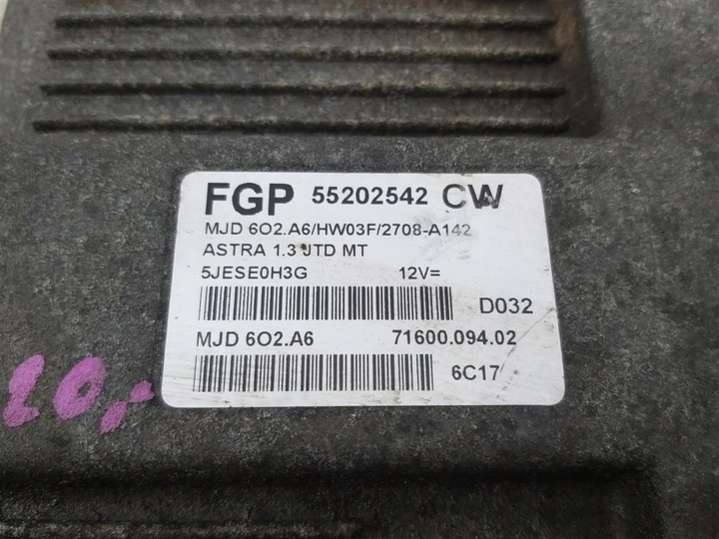 FGP 55202542 CW
MJD 6O2.A6/HW03F/2708-A142
ASTRA 1.3 JTD MT
5JESE0H3G 12V=
D032
MJD 6O2.A6 71600.094.02
6C17
20,-